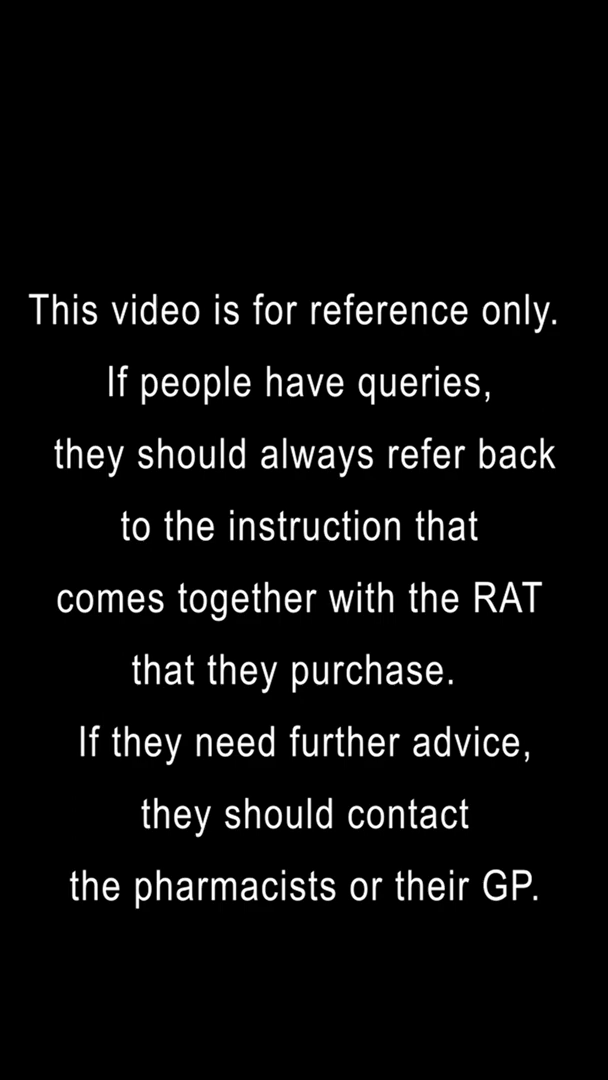 This video is for reference only.
If people have queries,
they should always refer back
to the instruction that
comes together with the RAT
that they purchase.
If they need further advice,
they should contact
the pharmacists or their GP.